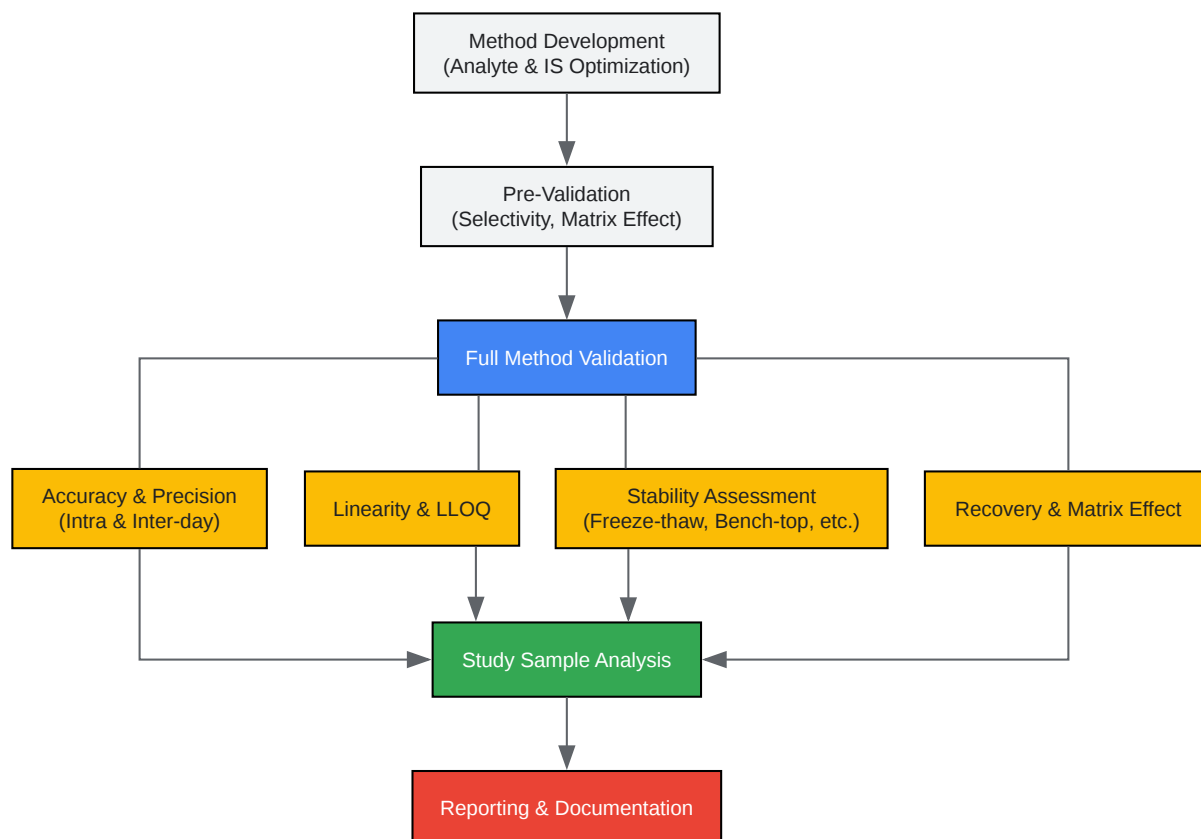 Method Development
(Analyte & IS Optimization)
Pre-Validation
(Selectivity, Matrix Effect)
Full Method Validation
Accuracy & Precision
(Intra & Inter-day)
Linearity & LLOQ
Stability Assessment
(Freeze-thaw, Bench-top, etc.)
Recovery & Matrix Effect
Study Sample Analysis
Reporting & Documentation